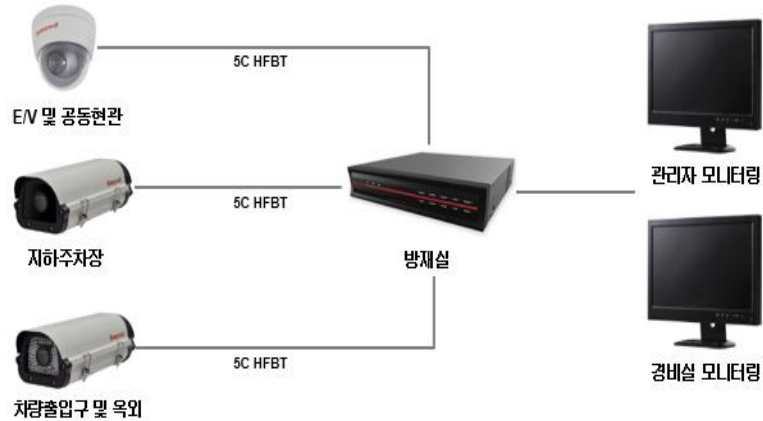 5C HFBT
E/V 및 공동현관
관리자 모니터링
5C HFBT
지하주차장
방재실
5C HFBT
경비실 모니터링
차량출입구 및 옥외